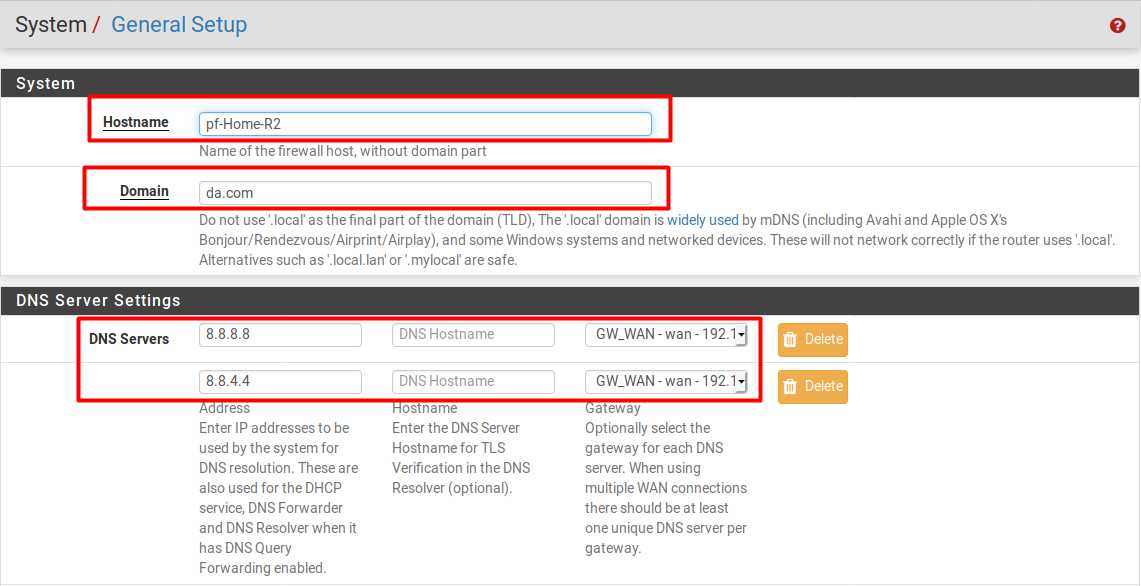 System / General Setup
System
Hostname pf-Home-R2
Name of the firewall host, without domain part
Domain da.com
Do not use '.local' as the final part of the domain (TLD), The '.local' domain is widely used by mDNS (including Avahi and Apple OS X's
Bonjour/Rendezvous/Airprint/Airplay), and some Windows systems and networked devices. These will not network correctly if the router uses '.local'.
Alternatives such as '.local.lan' or '.mylocal' are safe.
DNS Server Settings
DNS Servers 8.8.8.8 DNS Hostname GW_WAN - wan - 192.1 Delete
8.8.4.4 DNS Hostname GW_WAN - wan - 192.1 Delete
Address
Enter IP addresses to be
used by the system for
DNS resolution. These are
also used for the DHCP
service, DNS Forwarder
and DNS Resolver when it
has DNS Query
Forwarding enabled.
Hostname
Enter the DNS Server
Hostname for TLS
Verification in the DNS
Resolver (optional).
Gateway
Optionally select the
gateway for each DNS
server. When using
multiple WAN connections
there should be at least
one unique DNS server per
gateway.